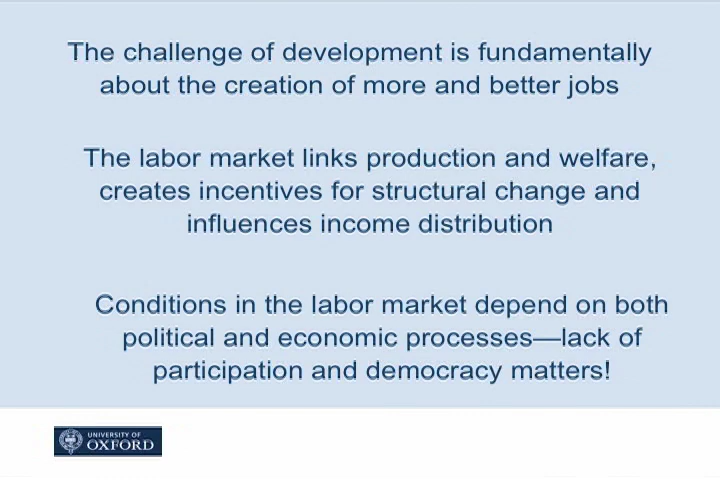 The challenge of development is fundamentally
about the creation of more and better jobs
The labor market links production and welfare,
creates incentives for structural change and
influences income distribution
Conditions in the labor market depend on both
political and economic processes—lack of
participation and democracy matters!
UNIVERSITY OF
OXFORD